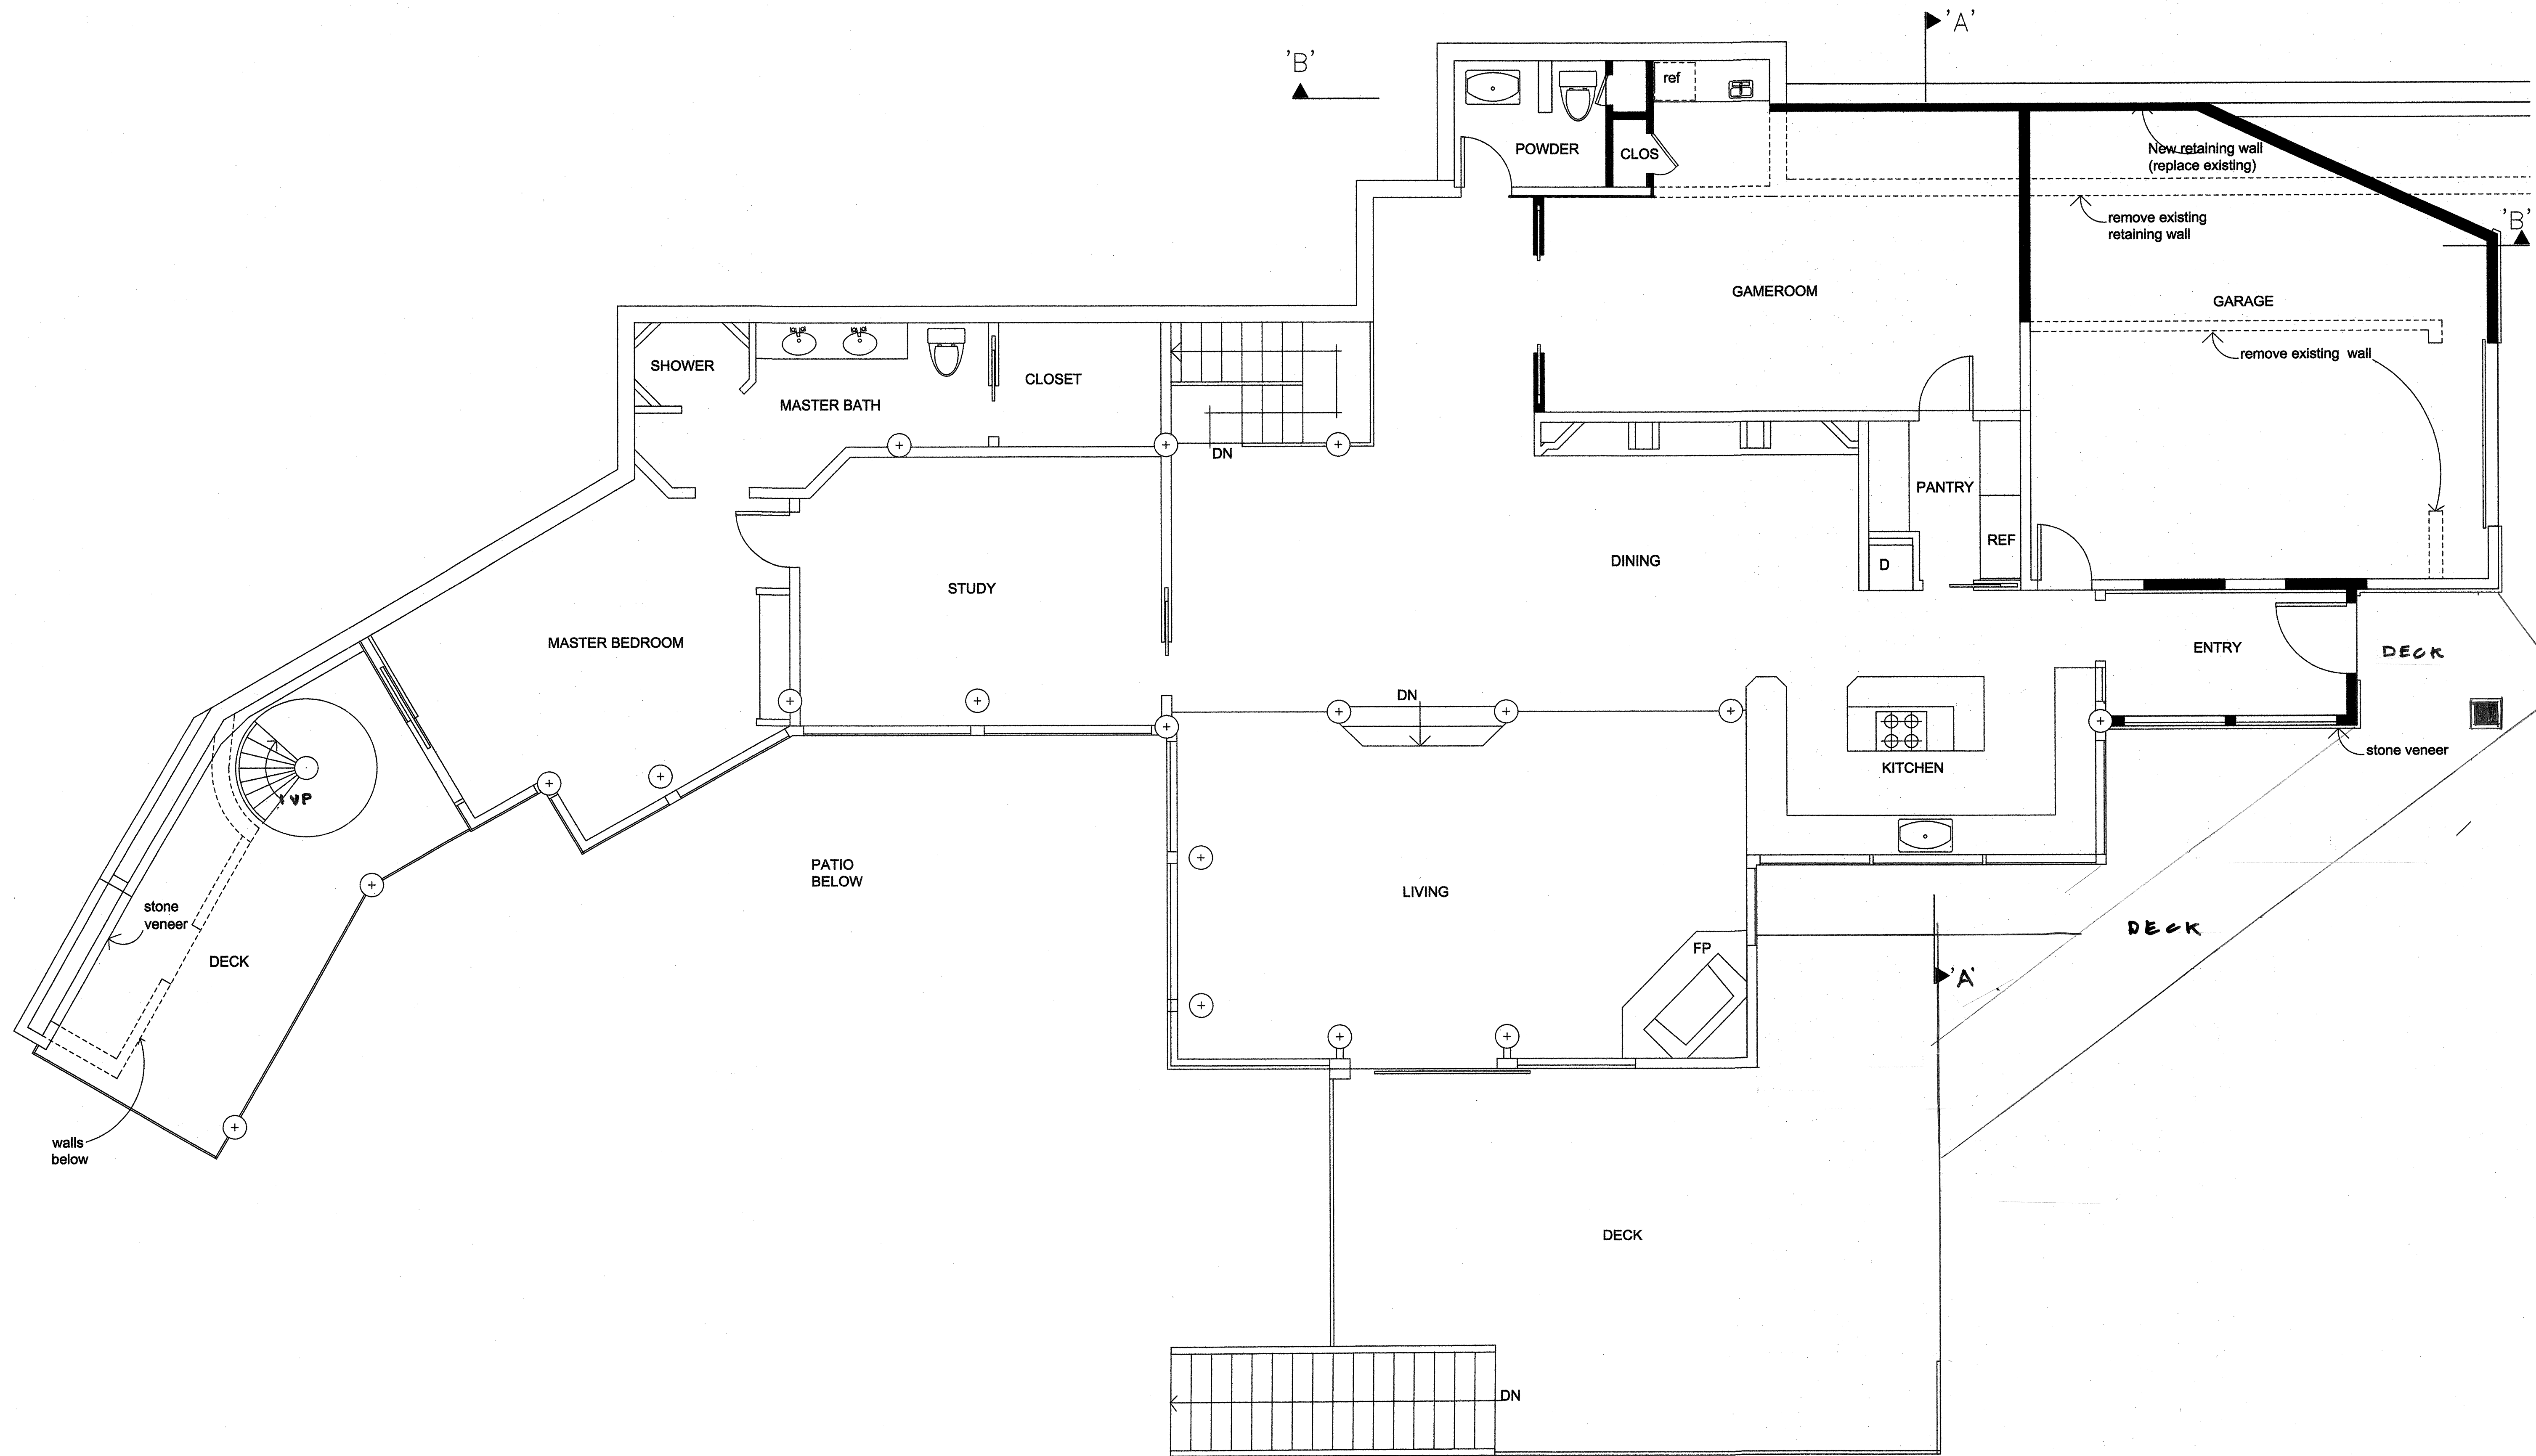 'A'
'B'
ref
POWDER
CLOS
New retaining wall
(replace existing)
remove existing
retaining wall
'B'
GAMEROOM
GARAGE
remove existing wall
SHOWER
CLOSET
MASTER BATH
DN
PANTRY
REF
D
DINING
STUDY
MASTER BEDROOM
ENTRY
DECK
DN
stone veneer
KITCHEN
UP
PATIO
BELOW
LIVING
stone
veneer
DECK
FP
DECK
'A'
walls
below
DECK
DN